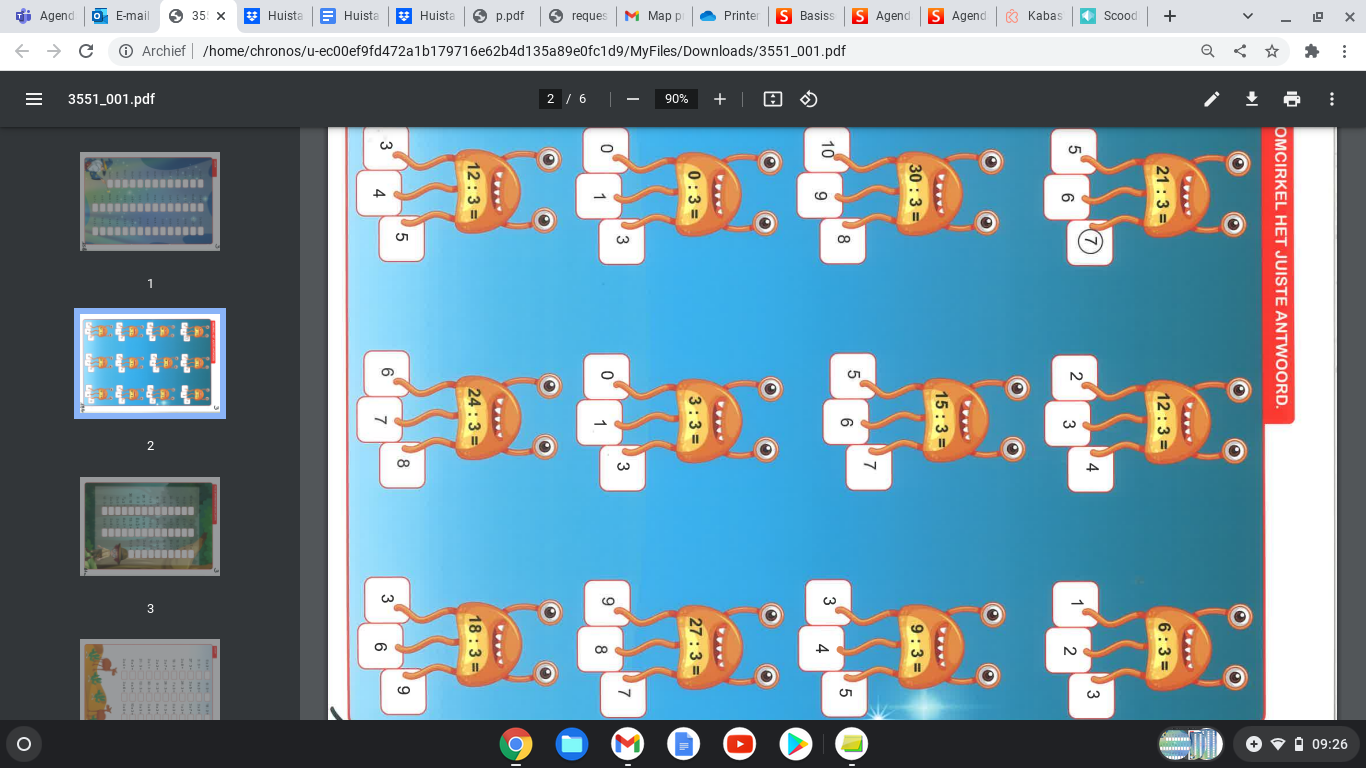 Agend
E-mail
355
Huista
Huista
Huista
p.pdf
reques
Map p
Printer
Basiss
Agend
Agend
Kabas
Scood
Archief
/home/chronos/u-ec00ef9fd472a1b179716e62b4d135a89e0fc1d9/MyFiles/Downloads/3551_001.pdf
3551_001.pdf
2 / 6
90%
1
2
3
OMCIRKEL HET JUISTE ANTWOORD.
21 : 3 =
5 6 7
12 : 3 =
2 3 4
6 : 3 =
1 2 3
30 : 3 =
10 9 8
15 : 3 =
5 6 7
9 : 3 =
3 4 5
0 : 3 =
0 1 3
3 : 3 =
0 1 3
27 : 3 =
9 8 7
12 : 3 =
3 4 5
24 : 3 =
6 7 8
18 : 3 =
3 6 9
09:26